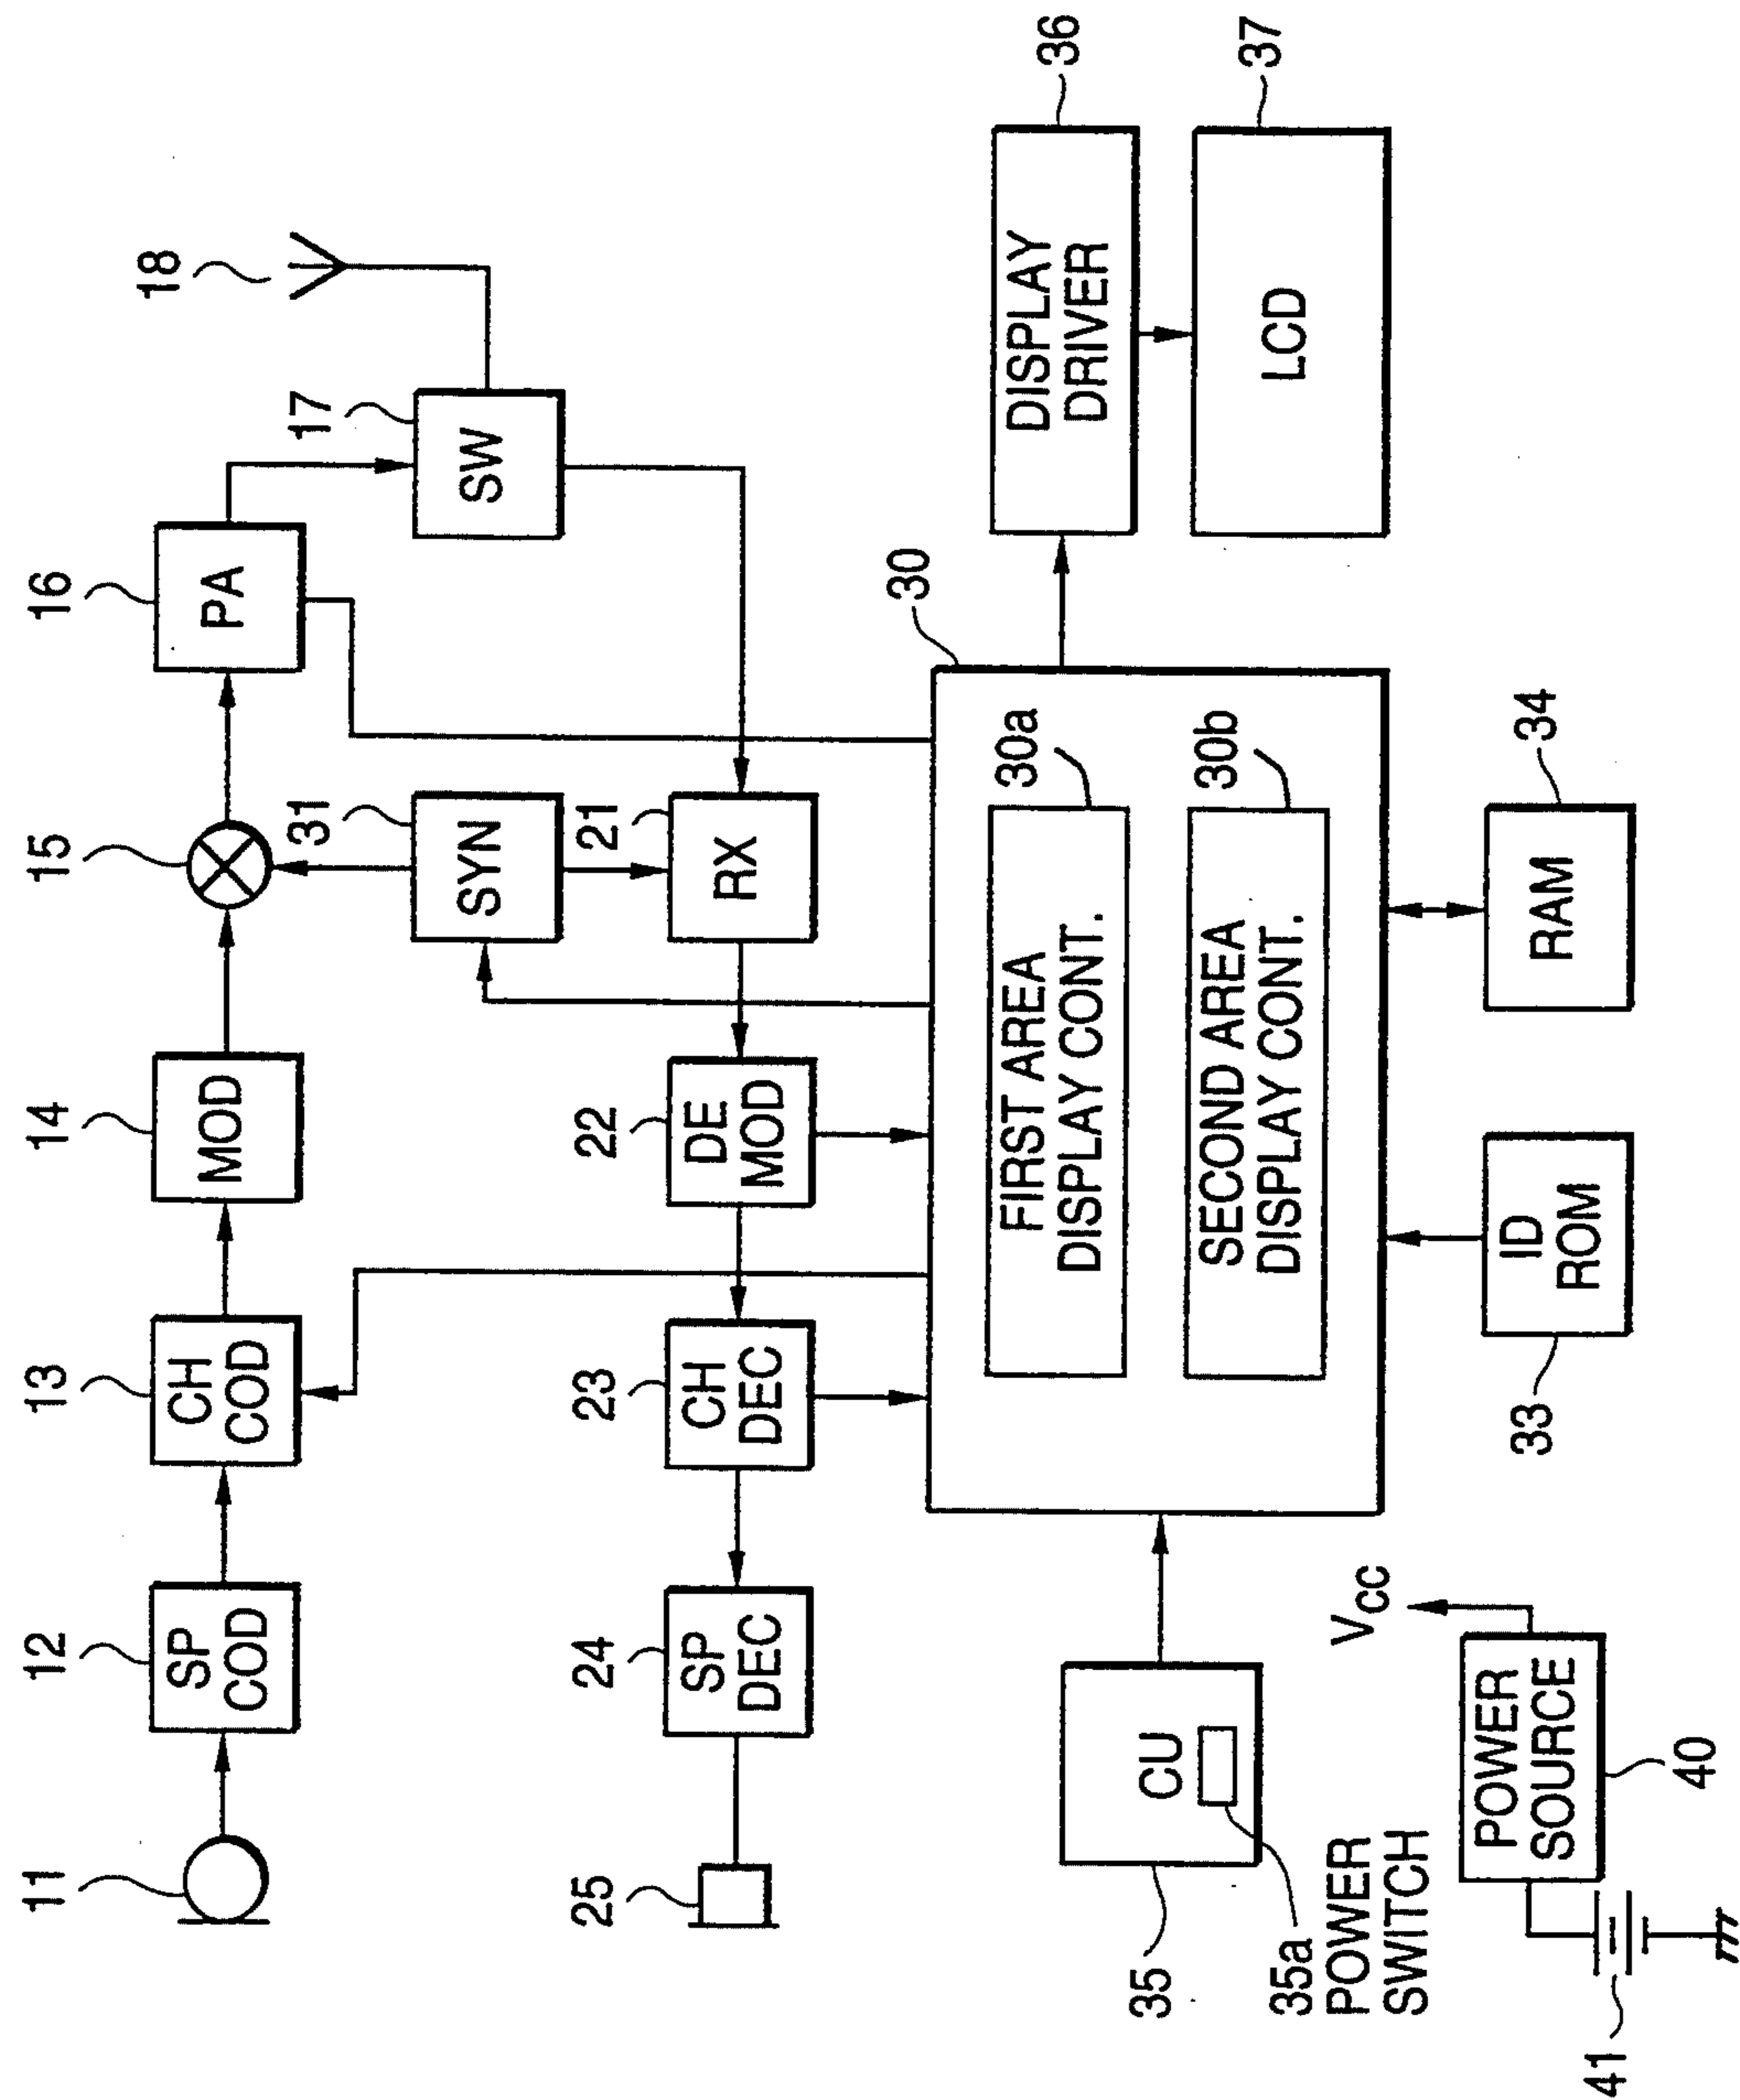 11
12
SP
COD
13
CH
COD
14
MOD
15
16
PA
17
SW
18
31
SYN
21
RX
22
DE
MOD
23
CH
DEC
24
SP
DEC
25
30
30a
FIRST AREA
DISPLAY CONT.
30b
SECOND AREA
DISPLAY CONT.
36
DISPLAY
DRIVER
37
LCD
35
CU
35a
POWER
SWITCH
33
ID
ROM
34
RAM
Vcc
POWER
SOURCE
40
41